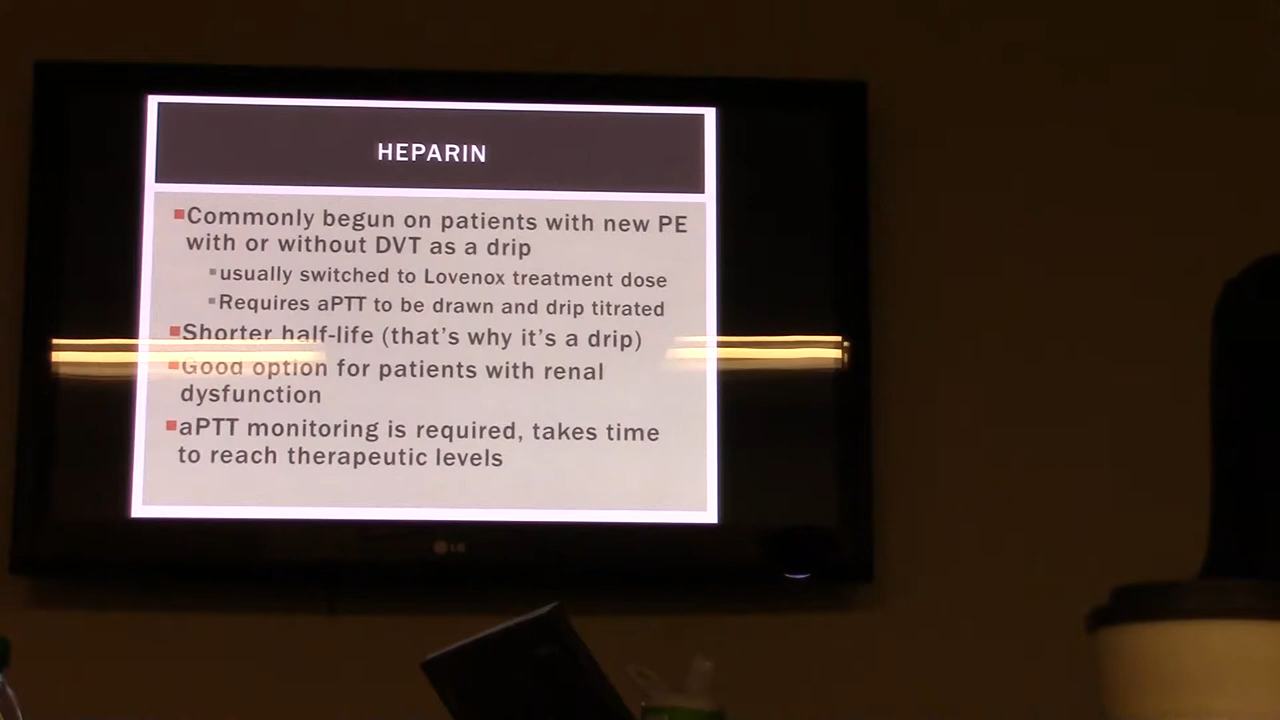 HEPARIN
Commonly begun on patients with new PE
with or without DVT as a drip
usually switched to Lovenox treatment dose
Requires aPTT to be drawn and drip titrated
Shorter half-life (that's why it's a drip)
Good option for patients with renal
dysfunction
aPTT monitoring is required, takes time
to reach therapeutic levels
LG